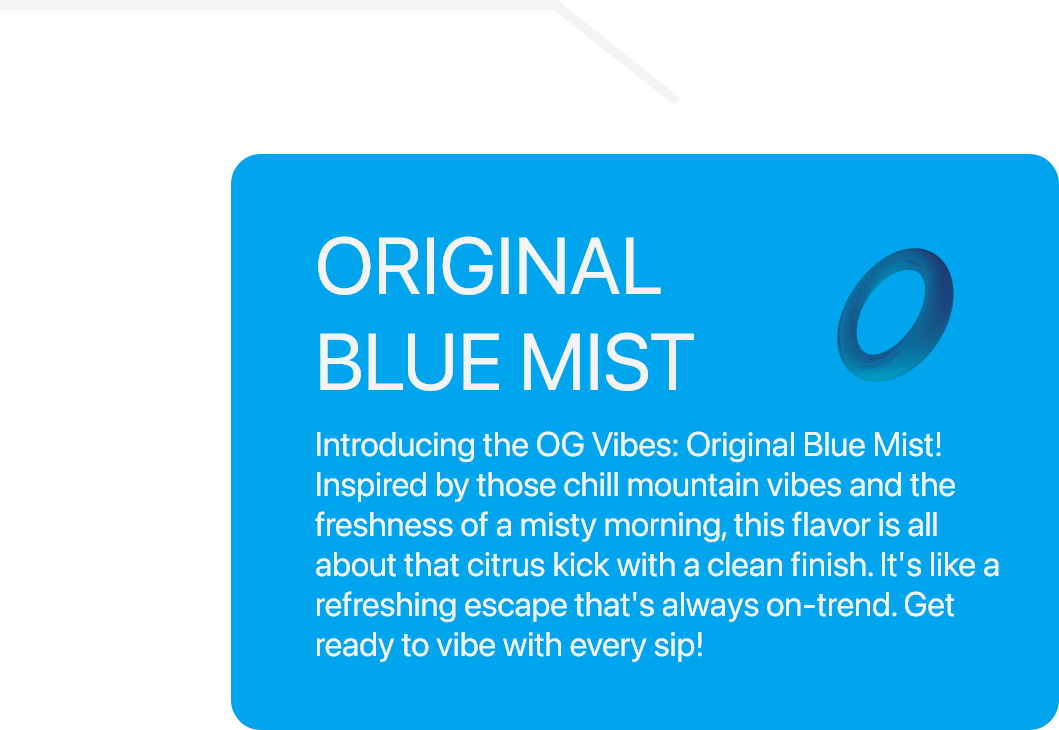 ORIGINAL
BLUE MIST
Introducing the OG Vibes: Original Blue Mist!
Inspired by those chill mountain vibes and the
freshness of a misty morning, this flavor is all
about that citrus kick with a clean finish. It's like a
refreshing escape that's always on-trend. Get
ready to vibe with every sip!